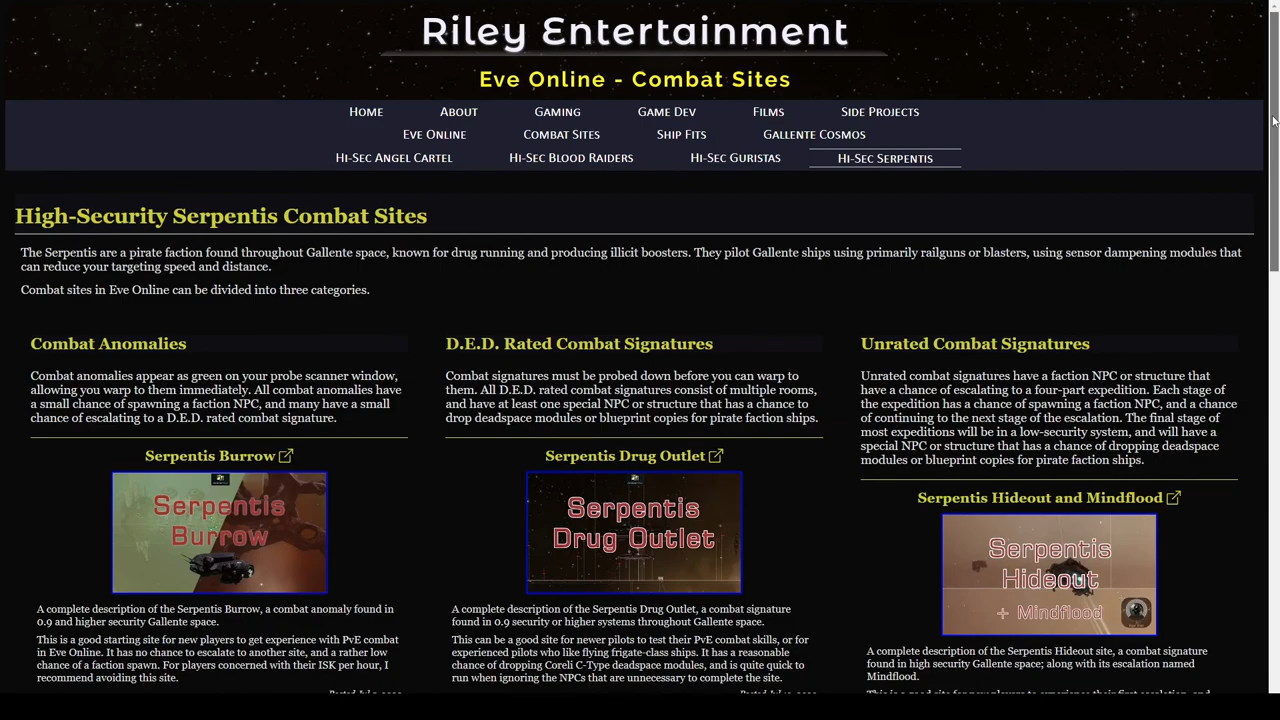 Riley Entertainment
Eve Online - Combat Sites
HOME ABOUT GAMING GAME DEV FILMS SIDE PROJECTS
EVE ONLINE COMBAT SITES SHIP FITS GALLENTE COSMOS
HI-SEC ANGEL CARTEL HI-SEC BLOOD RAIDERS HI-SEC GURISTAS HI-SEC SERPENTIS
High-Security Serpentis Combat Sites
The Serpentis are a pirate faction found throughout Gallente space, known for drug running and producing illicit boosters. They pilot Gallente ships using primarily railguns or blasters, using sensor dampening modules that
can reduce your targeting speed and distance.
Combat sites in Eve Online can be divided into three categories.
Combat Anomalies
Combat anomalies appear as green on your probe scanner window,
allowing you warp to them immediately. All combat anomalies have
a small chance of spawning a faction NPC, and many have a small
chance of escalating to a D.E.D. rated combat signature.
Serpentis Burrow
Serpentis
Burrow
A complete description of the Serpentis Burrow, a combat anomaly found in
0.9 and higher security Gallente space.
This is a good starting site for new players to get experience with PvE combat
in Eve Online. It has no chance to escalate to another site, and a rather low
chance of a faction spawn. For players concerned with their ISK per hour, I
recommend avoiding this site.
D.E.D. Rated Combat Signatures
Combat signatures must be probed down before you can warp to
them. All D.E.D. rated combat signatures consist of multiple rooms,
and have at least one special NPC or structure that has a chance to
drop deadspace modules or blueprint copies for pirate faction ships.
Serpentis Drug Outlet
Serpentis
Drug Outlet
A complete description of the Serpentis Drug Outlet, a combat signature
found in 0.9 security or higher systems throughout Gallente space.
This can be a good site for newer pilots to test their PvE combat skills, or for
experienced pilots who like flying frigate-class ships. It has a reasonable
chance of dropping Coreli C-Type deadspace modules, and is quite quick to
run when ignoring the NPCs that are unnecessary to complete the site.
Unrated Combat Signatures
Unrated combat signatures have a faction NPC or structure that
have a chance of escalating to a four-part expedition. Each stage of
the expedition has a chance of spawning a faction NPC, and a chance
of continuing to the next stage of the escalation. The final stage of
most expeditions will be in a low-security system, and will have a
special NPC or structure that has a chance of dropping deadspace
modules or blueprint copies for pirate faction ships.
Serpentis Hideout and Mindflood
Serpentis
Hideout
+ Mindflood
A complete description of the Serpentis Hideout site, a combat signature
found in high security Gallente space; along with its escalation named
Mindflood.
This is a good site for new players to experience their first escalation, and